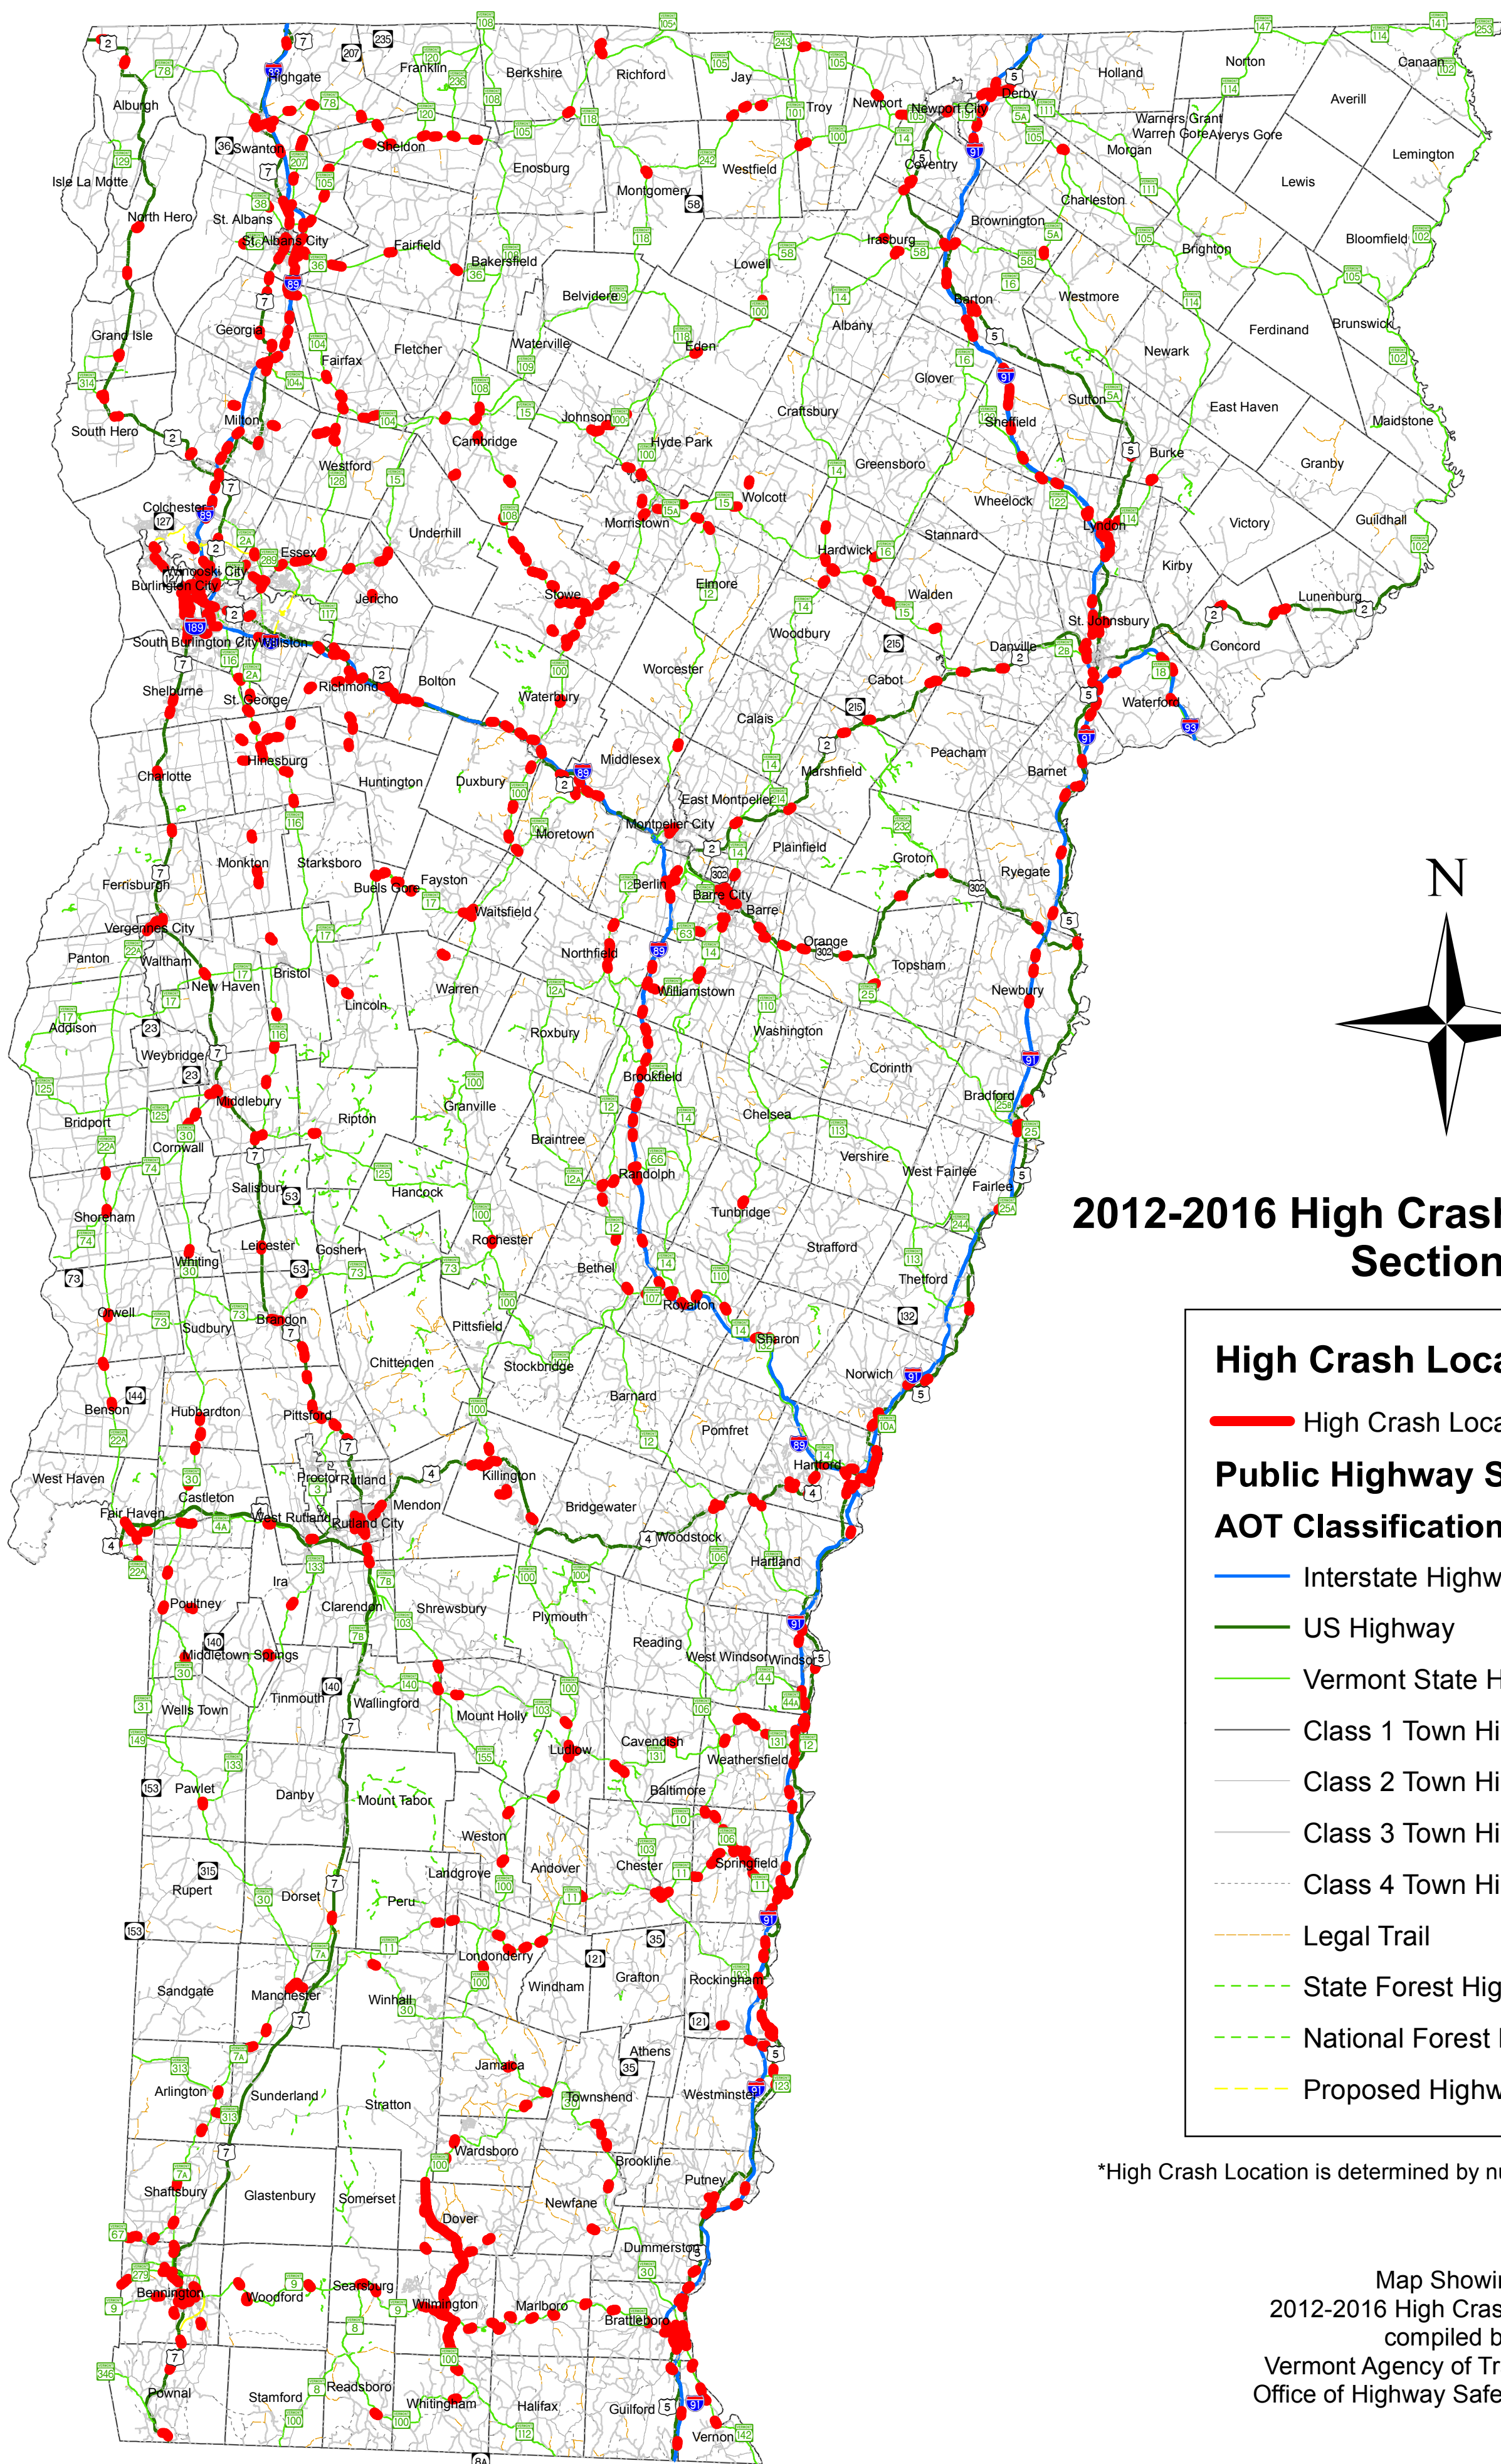 Highgate
Franklin
Berkshire
Richford
Jay
Troy
Newport
Newport City
Derby
Holland
Norton
Canaan
Averill
Alburgh
Swanton
Sheldon
Enosburg
Montgomery
Westfield
Coventry
Morgan
Warners Grant
Warren Gore
Averys Gore
Lemington
Lewis
Isle La Motte
North Hero
St. Albans
St. Albans City
Fairfield
Bakersfield
Lowell
Irasburg
Brownington
Charleston
Brighton
Bloomfield
Belvidere
Barton
Westmore
Grand Isle
Georgia
Fairfax
Fletcher
Waterville
Eden
Albany
Glover
Newark
Ferdinand
Brunswick
South Hero
Milton
Westford
Cambridge
Johnson
Hyde Park
Craftsbury
Greensboro
Sheffield
Sutton
Burke
East Haven
Maidstone
Granby
Colchester
Essex
Underhill
Morristown
Wolcott
Hardwick
Stannard
Wheelock
Lyndon
Victory
Guildhall
Winooski City
Burlington City
Jericho
Stowe
Elmore
Walden
Kirby
Lunenburg
South Burlington City
Williston
Woodbury
Danville
St. Johnsbury
Concord
Shelburne
St. George
Richmond
Bolton
Waterbury
Worcester
Cabot
Waterford
Calais
Charlotte
Hinesburg
Huntington
Duxbury
Middlesex
East Montpelier
Marshfield
Peacham
Barnet
Montpelier City
Moretown
Plainfield
Groton
Ryegate
Monkton
Starksboro
Buels Gore
Fayston
Waitsfield
Berlin
Barre City
Barre
Ferrisburgh
Vergennes City
Panton
Waltham
New Haven
Bristol
Lincoln
Warren
Northfield
Williamstown
Orange
Topsham
Newbury
Addison
Weybridge
Roxbury
Washington
Brookfield
Corinth
Bradford
Bridport
Middlebury
Ripton
Granville
Braintree
Chelsea
Cornwall
Vershire
West Fairlee
Fairlee
Salisbury
Hancock
Randolph
Shoreham
Tunbridge
Leicester
Goshen
Rochester
Bethel
Strafford
Thetford
Whiting
Orwell
Sudbury
Brandon
Pittsfield
Royalton
Sharon
Chittenden
Stockbridge
Norwich
Benson
Hubbardton
Pittsford
Barnard
Pomfret
West Haven
Proctor
Rutland
Killington
Hartford
Castleton
Mendon
Bridgewater
Fair Haven
West Rutland
Rutland City
Woodstock
Hartland
Ira
Poultney
Clarendon
Shrewsbury
Plymouth
Reading
West Windsor
Windsor
Middletown Springs
Tinmouth
Wallingford
Wells Town
Mount Holly
Ludlow
Cavendish
Weathersfield
Pawlet
Danby
Mount Tabor
Baltimore
Weston
Andover
Chester
Springfield
Landgrove
Rupert
Dorset
Peru
Londonderry
Windham
Grafton
Rockingham
Sandgate
Manchester
Winhall
Athens
Jamaica
Arlington
Sunderland
Stratton
Townshend
Westminster
Wardsboro
Brookline
Putney
Shaftsbury
Glastenbury
Somerset
Dover
Newfane
Dummerston
Bennington
Woodford
Searsburg
Wilmington
Marlboro
Brattleboro
Pownal
Stamford
Readsboro
Whitingham
Halifax
Guilford
Vernon
N
2012-2016 High Crash
Section
High Crash Loca
High Crash Loca
Public Highway S
AOT Classification
Interstate Highw
US Highway
Vermont State H
Class 1 Town Hi
Class 2 Town Hi
Class 3 Town Hi
Class 4 Town Hi
Legal Trail
State Forest Hig
National Forest
Proposed Highw
*High Crash Location is determined by nu
Map Showin
2012-2016 High Cras
compiled b
Vermont Agency of Tr
Office of Highway Safe